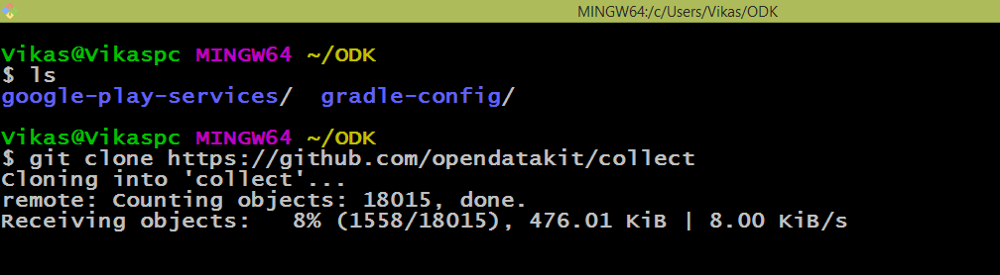 MINGW64:/c/Users/Vikas/ODK
Vikas@Vikaspc MINGW64 ~/ODK
$ ls
google-play-services/  gradle-config/
Vikas@Vikaspc MINGW64 ~/ODK
$ git clone https://github.com/opendatakit/collect
Cloning into 'collect'...
remote: Counting objects: 18015, done.
Receiving objects:   8% (1558/18015), 476.01 KiB | 8.00 KiB/s